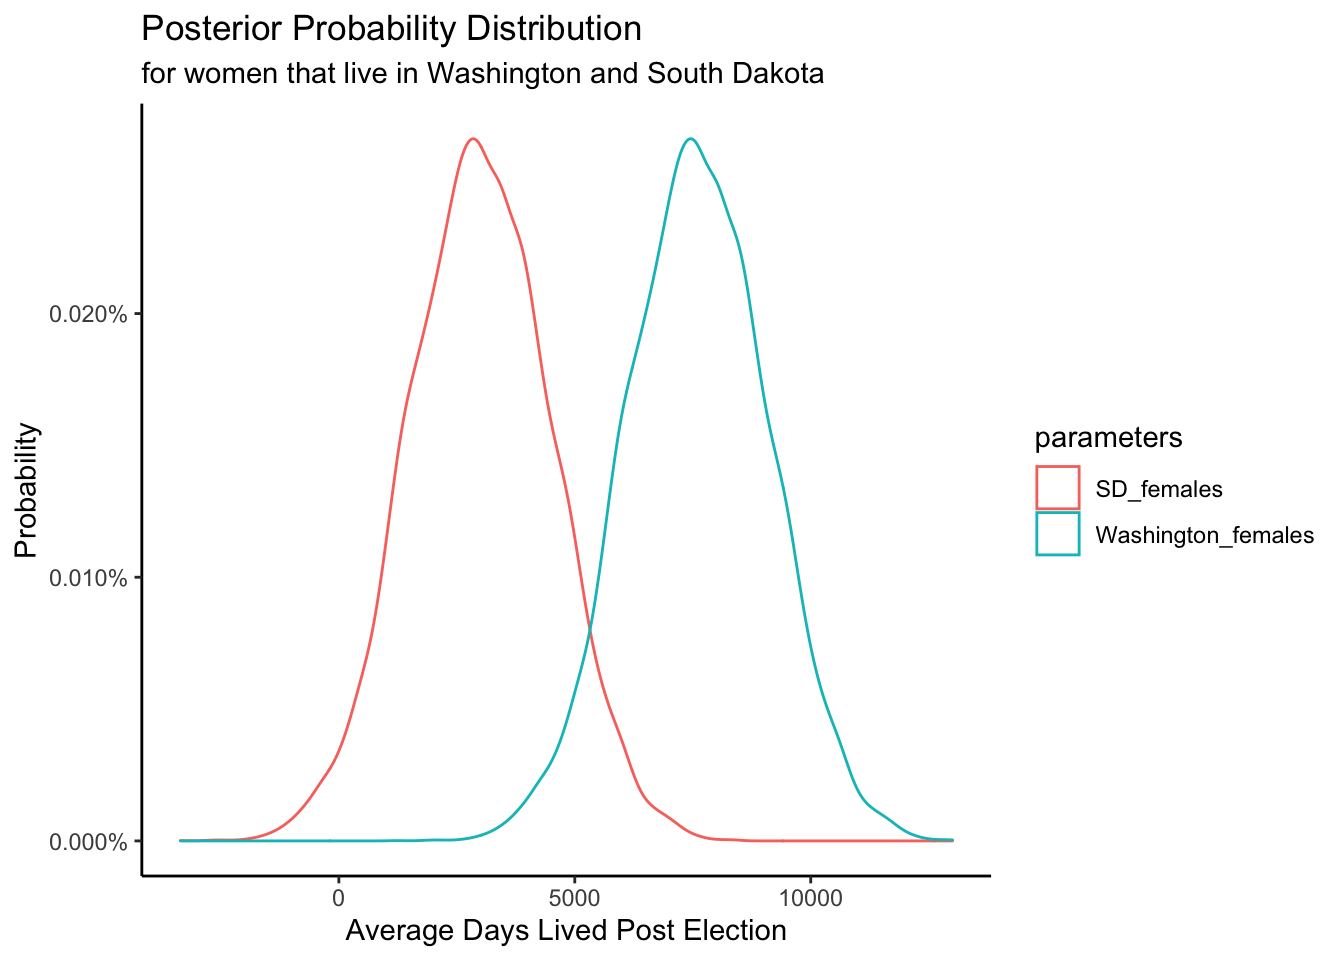 Posterior Probability Distribution
for women that live in Washington and South Dakota
Probability
0.020%
0.010%
0.000%
0
5000
10000
Average Days Lived Post Election
parameters
SD_females
Washington_females